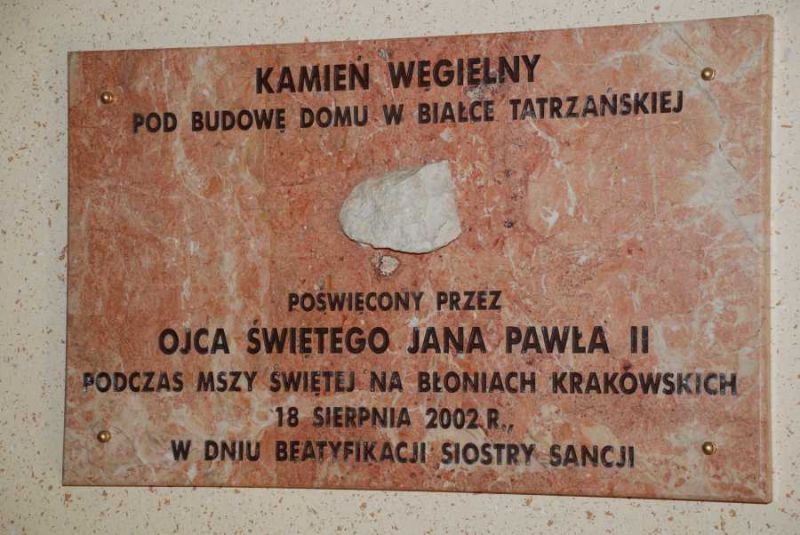 KAMIEŃ WĘGIELNY
POD BUDOWĘ DOMU W BIAŁCE TATRZAŃSKIEJ
POŚWIĘCONY PRZEZ
OJCA ŚWIĘTEGO JANA PAWŁA II
PODCZAS MSZY ŚWIĘTEJ NA BŁONIACH KRAKOWSKICH
18 SIERPNIA 2002 R.,
W DNIU BEATYFIKACJI SIOSTRY SANCJI